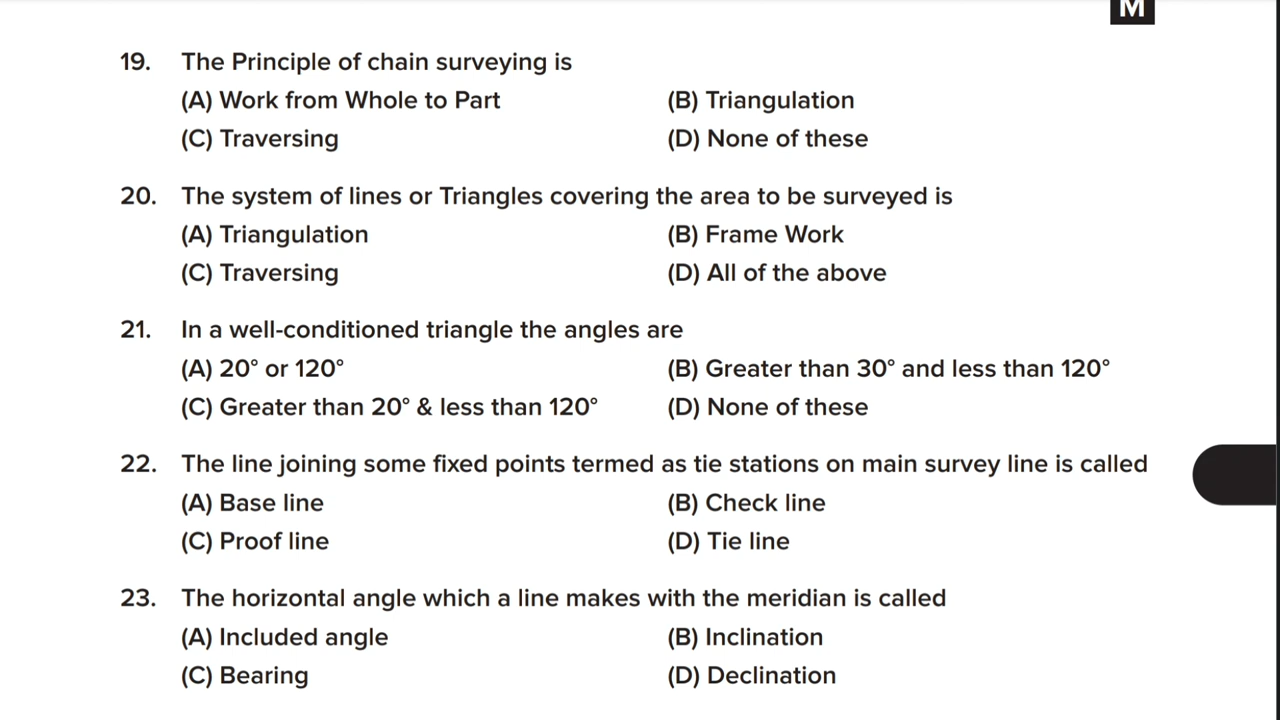 M
19. The Principle of chain surveying is
(A) Work from Whole to Part (B) Triangulation
(C) Traversing (D) None of these
20. The system of lines or Triangles covering the area to be surveyed is
(A) Triangulation (B) Frame Work
(C) Traversing (D) All of the above
21. In a well-conditioned triangle the angles are
(A) 20° or 120° (B) Greater than 30° and less than 120°
(C) Greater than 20° & less than 120° (D) None of these
22. The line joining some fixed points termed as tie stations on main survey line is called
(A) Base line (B) Check line
(C) Proof line (D) Tie line
23. The horizontal angle which a line makes with the meridian is called
(A) Included angle (B) Inclination
(C) Bearing (D) Declination